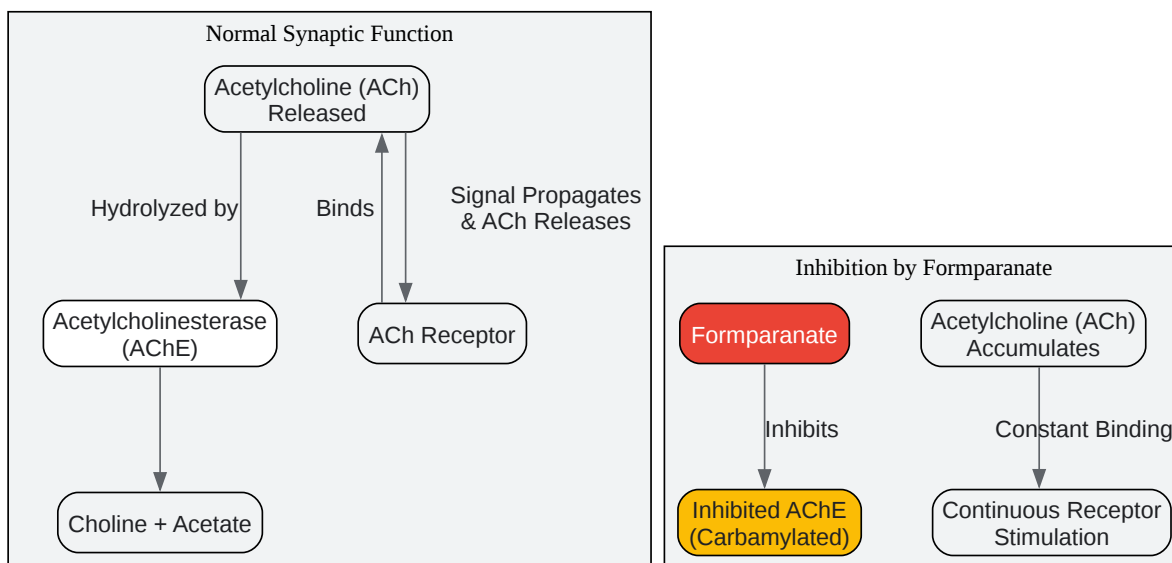 Normal Synaptic Function
Acetylcholine (ACh)
Released
Hydrolyzed by
Binds
Signal Propagates
& ACh Releases
Acetylcholinesterase
(AChE)
ACh Receptor
Choline + Acetate
Inhibition by Formparanate
Formparanate
Acetylcholine (ACh)
Accumulates
Inhibits
Constant Binding
Inhibited AChE
(Carbamylated)
Continuous Receptor
Stimulation